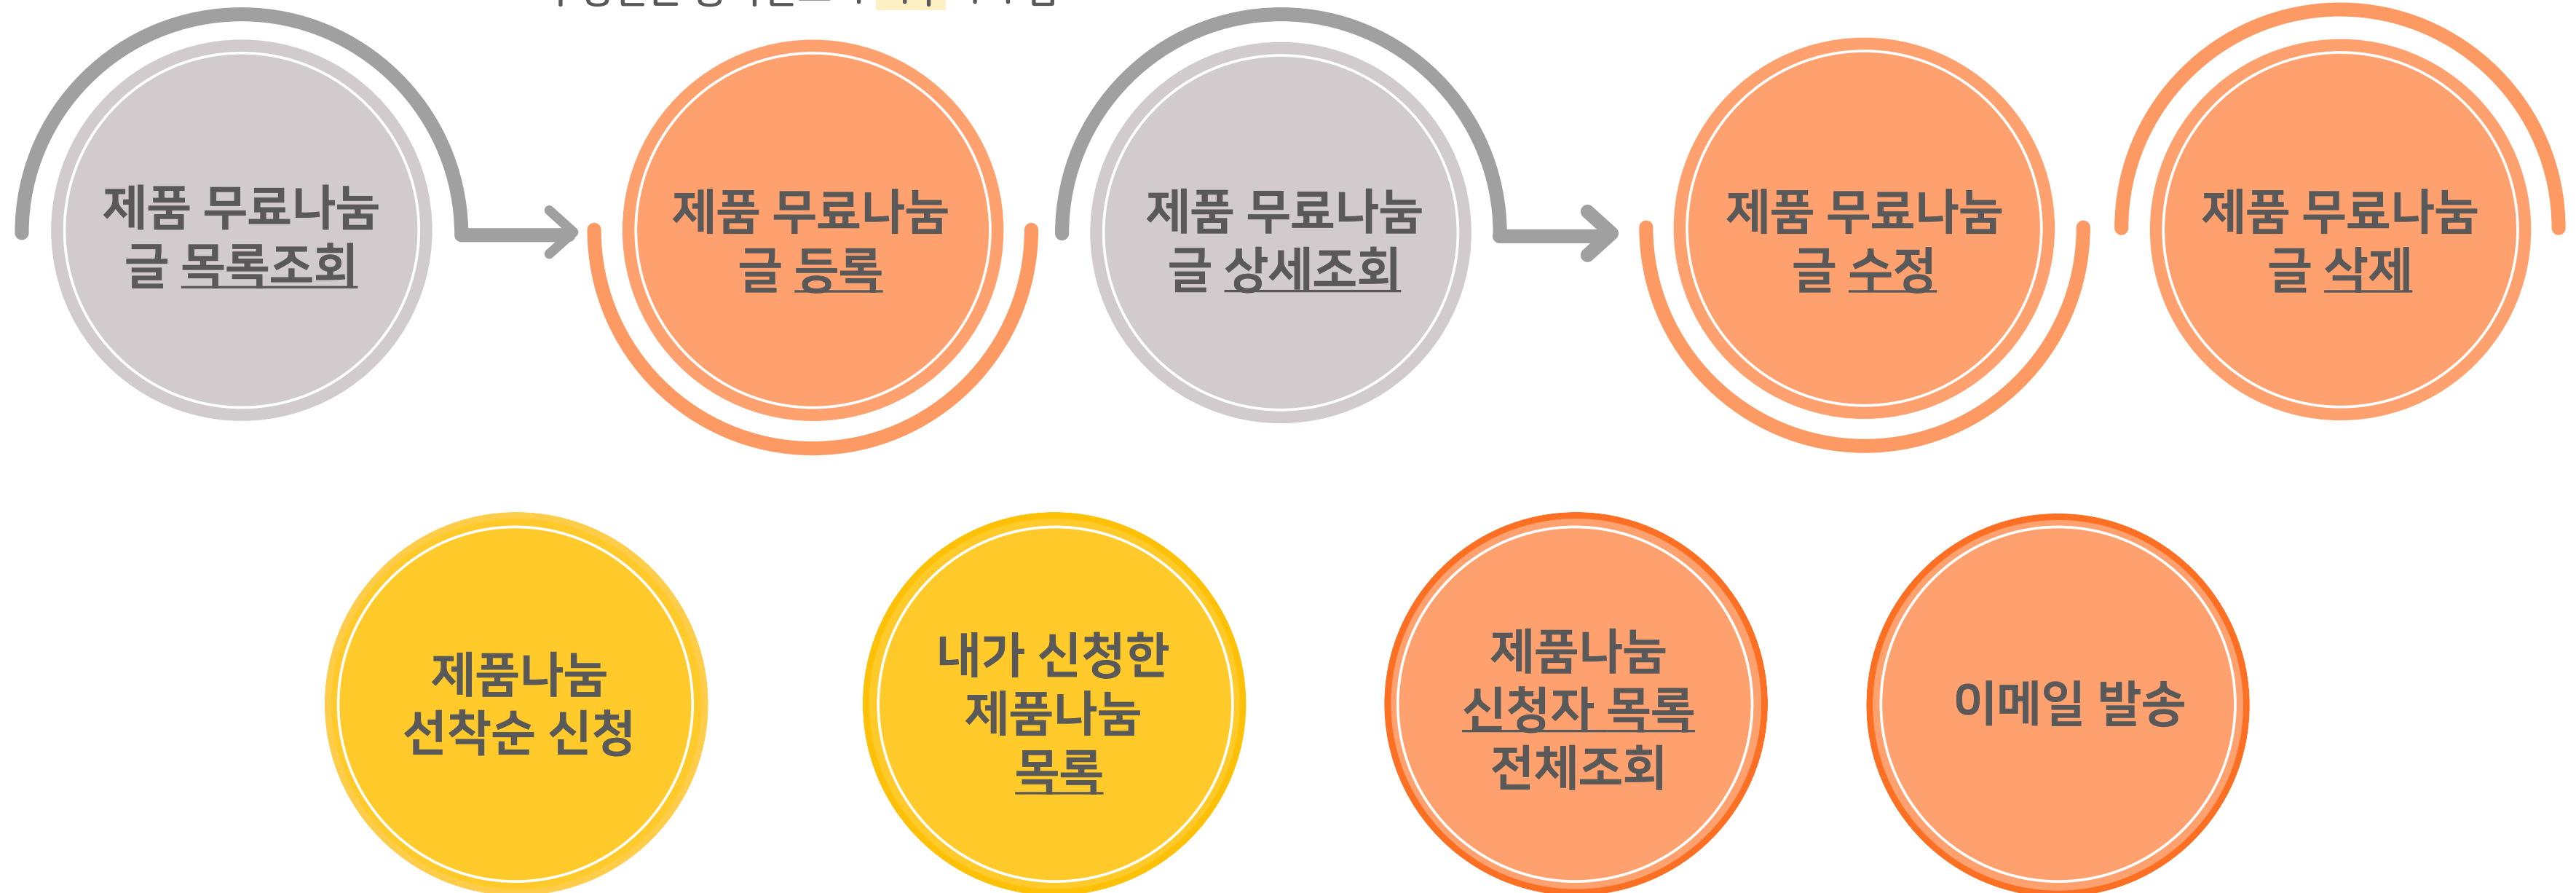 제품 무료나눔
글 목록조회
제품 무료나눔
글 등록
제품 무료나눔
글 상세조회
제품 무료나눔
글 수정
제품 무료나눔
글 삭제
제품나눔
선착순 신청
내가 신청한
제품나눔
목록
제품나눔
신청자 목록
전체조회
이메일 발송